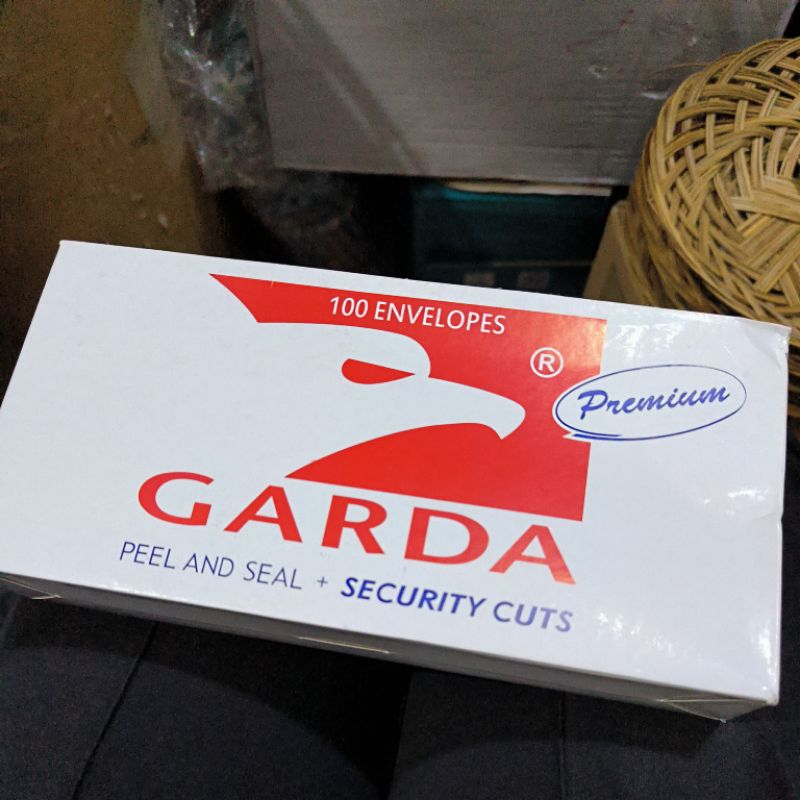 100 ENVELOPES
®
Premium
GARDA
PEEL AND SEAL + SECURITY CUTS